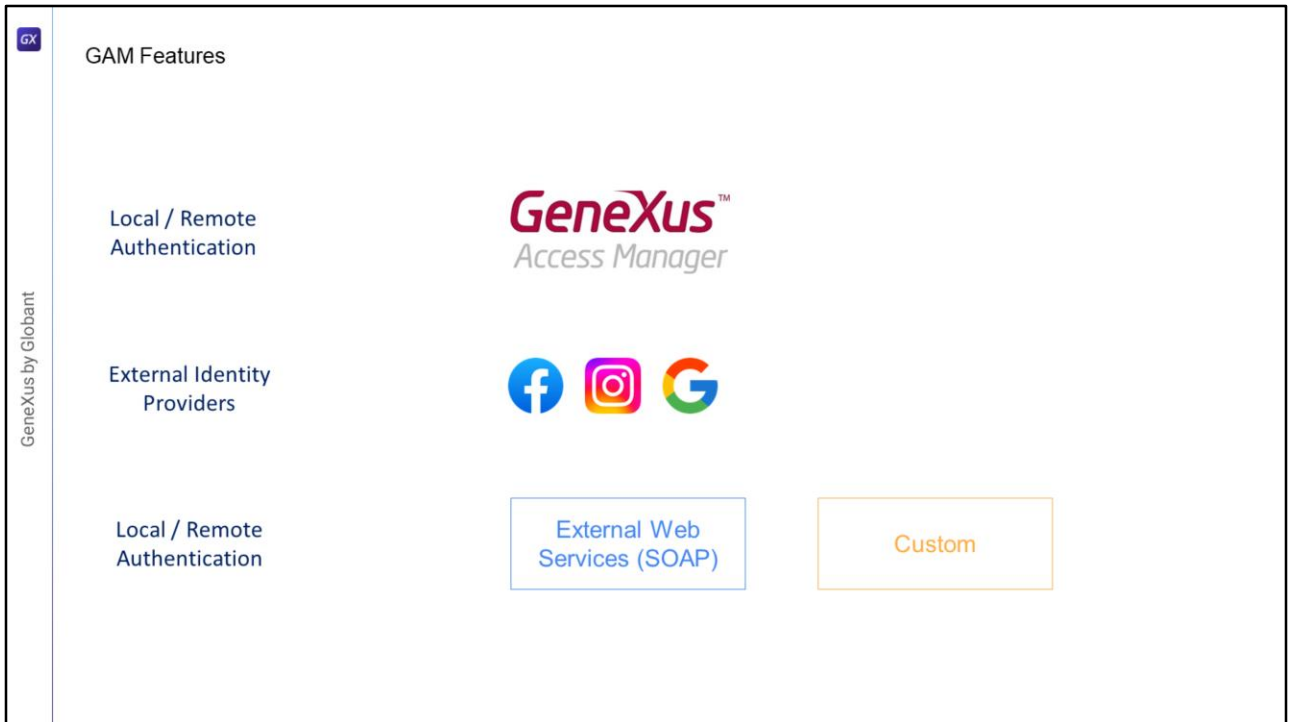 GX
GAM Features
Local / Remote
Authentication
GeneXus™
Access Manager
External Identity
Providers
Local / Remote
Authentication
External Web
Services (SOAP)
Custom
GeneXus by Globant